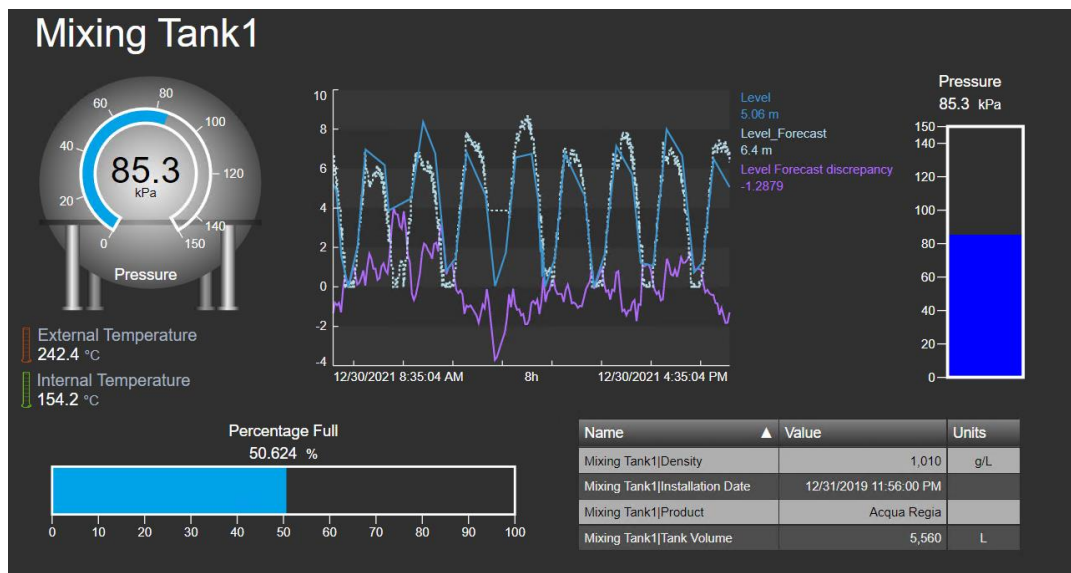 Mixing Tank1
0
20
40
60
80
100
120
140
150
85.3
kPa
Pressure
External Temperature
242.4 °C
Internal Temperature
154.2 °C
10
8
6
4
2
0
-2
-4
12/30/2021 8:35:04 AM
8h
12/30/2021 4:35:04 PM
Level
5.06 m
Level_Forecast
6.4 m
Level Forecast discrepancy
-1.2879
Pressure
85.3 kPa
150
140
120
100
80
60
40
20
0
Percentage Full
50.624 %
0 10 20 30 40 50 60 70 80 90 100
Name ▲ Value Units
Mixing Tank1|Density 1,010 g/L
Mixing Tank1|Installation Date 12/31/2019 11:56:00 PM
Mixing Tank1|Product Acqua Regia
Mixing Tank1|Tank Volume 5,560 L